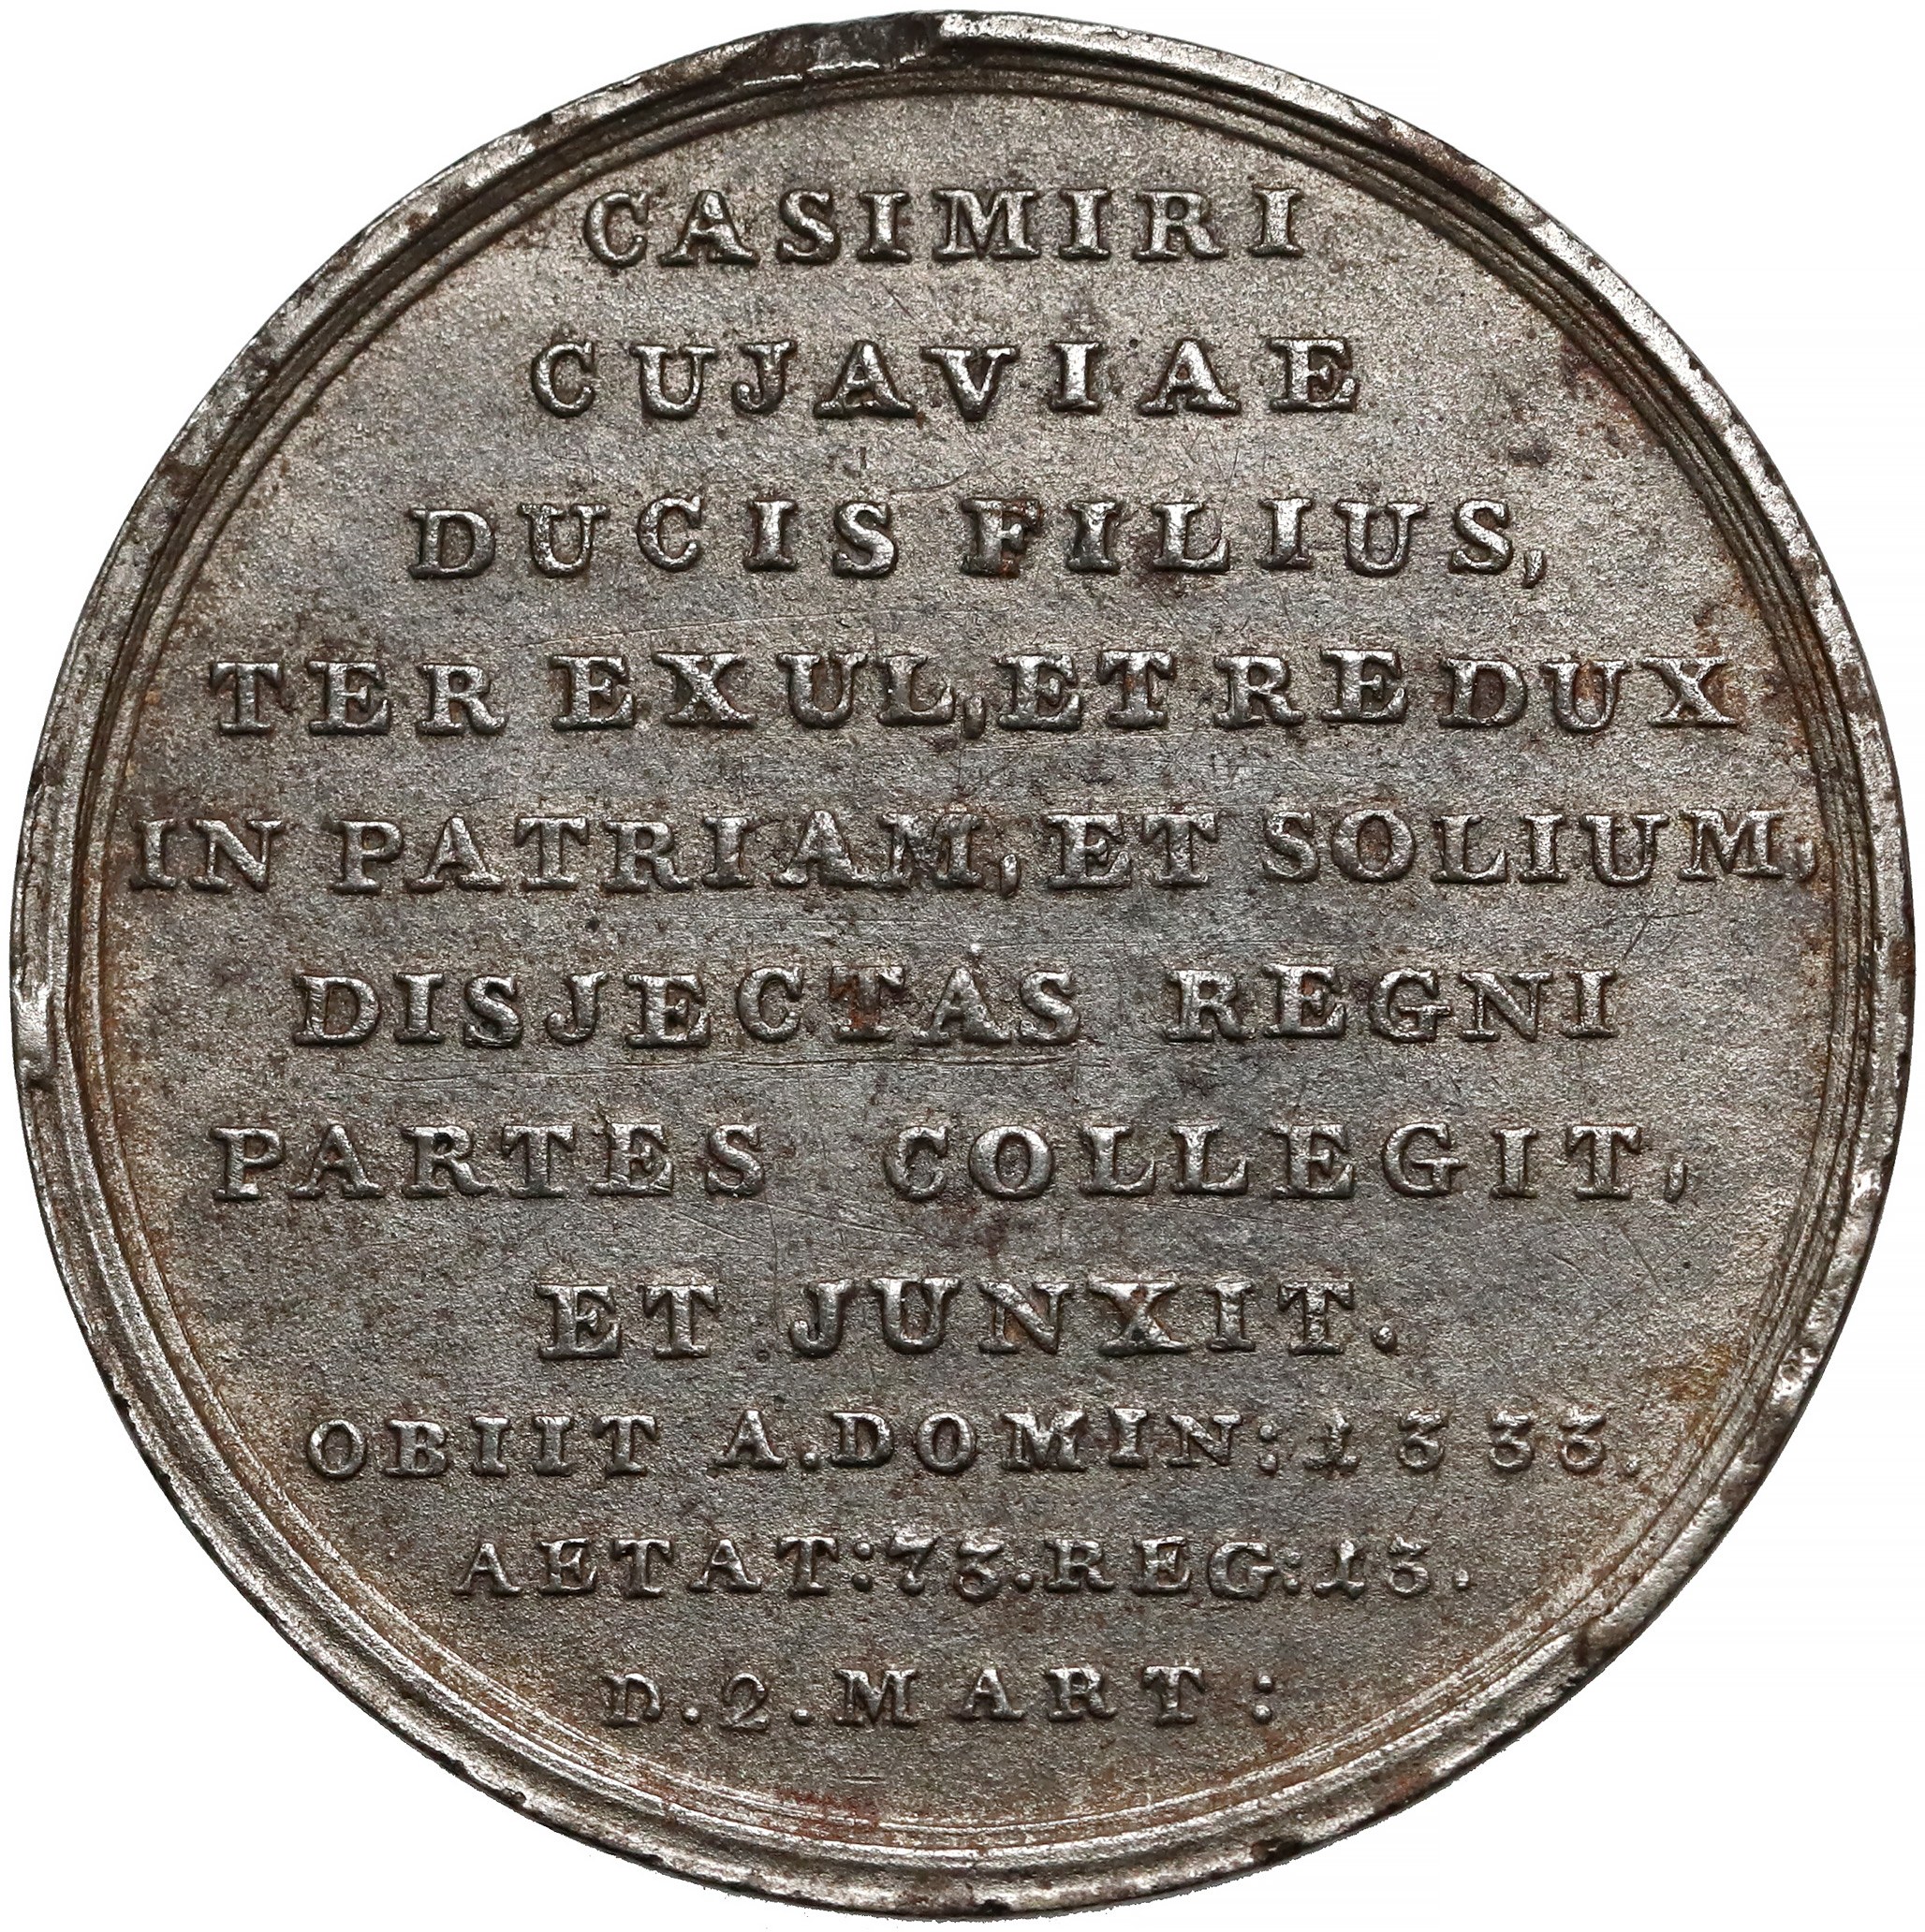 CASIMIRI
CUJAVIAE
DUCIS FILIUS,
TER EXUL, ET REDUX
IN PATRIAM, ET SOLIUM,
DISJECTAS REGNI
PARTES COLLEGIT,
ET JUNXIT.
OBIIT A.DOMIN: 1333.
AETAT:73.REG:13.
D.2.MART: